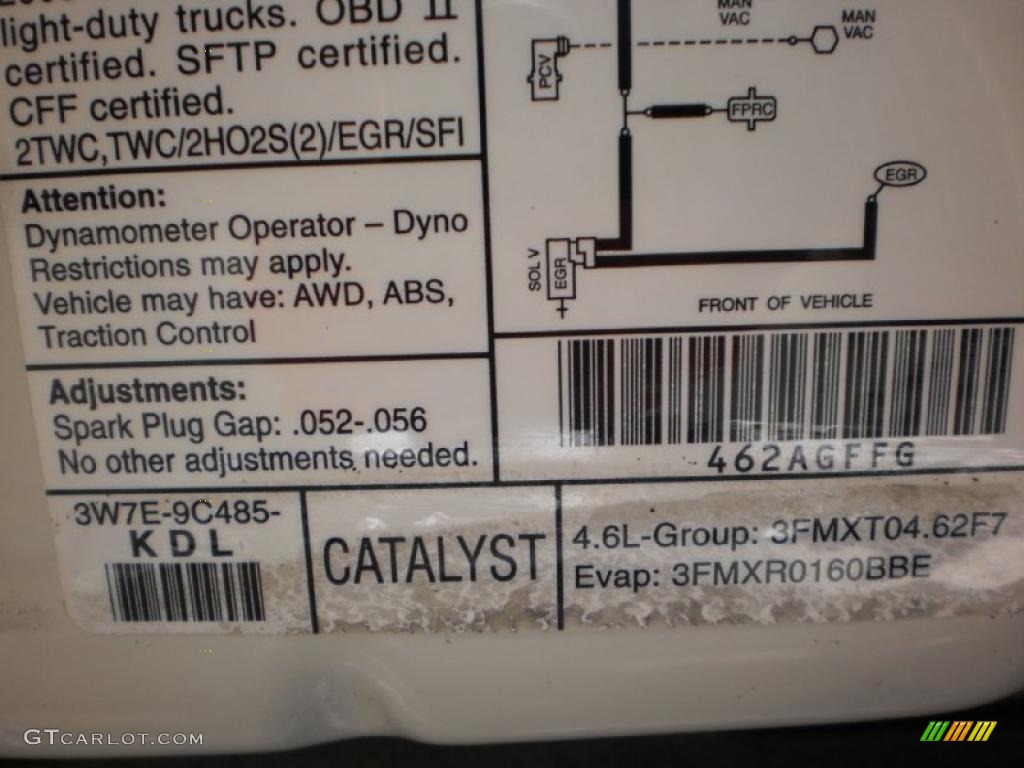 light-duty trucks. OBD II
certified. SFTP certified.
CFF certified.
2TWC,TWC/2HO2S(2)/EGR/SFI
Attention:
Dynamometer Operator – Dyno
Restrictions may apply.
Vehicle may have: AWD, ABS,
Traction Control
Adjustments:
Spark Plug Gap: .052-.056
No other adjustments needed.
MAN
VAC
MAN
VAC
PCV
FPRC
EGR
SOL V
EGR
FRONT OF VEHICLE
462AGFFG
3W7E-9C485-
KDL
CATALYST
4.6L-Group: 3FMXT04.62F7
Evap: 3FMXR0160BBE
GTCARLOT.COM